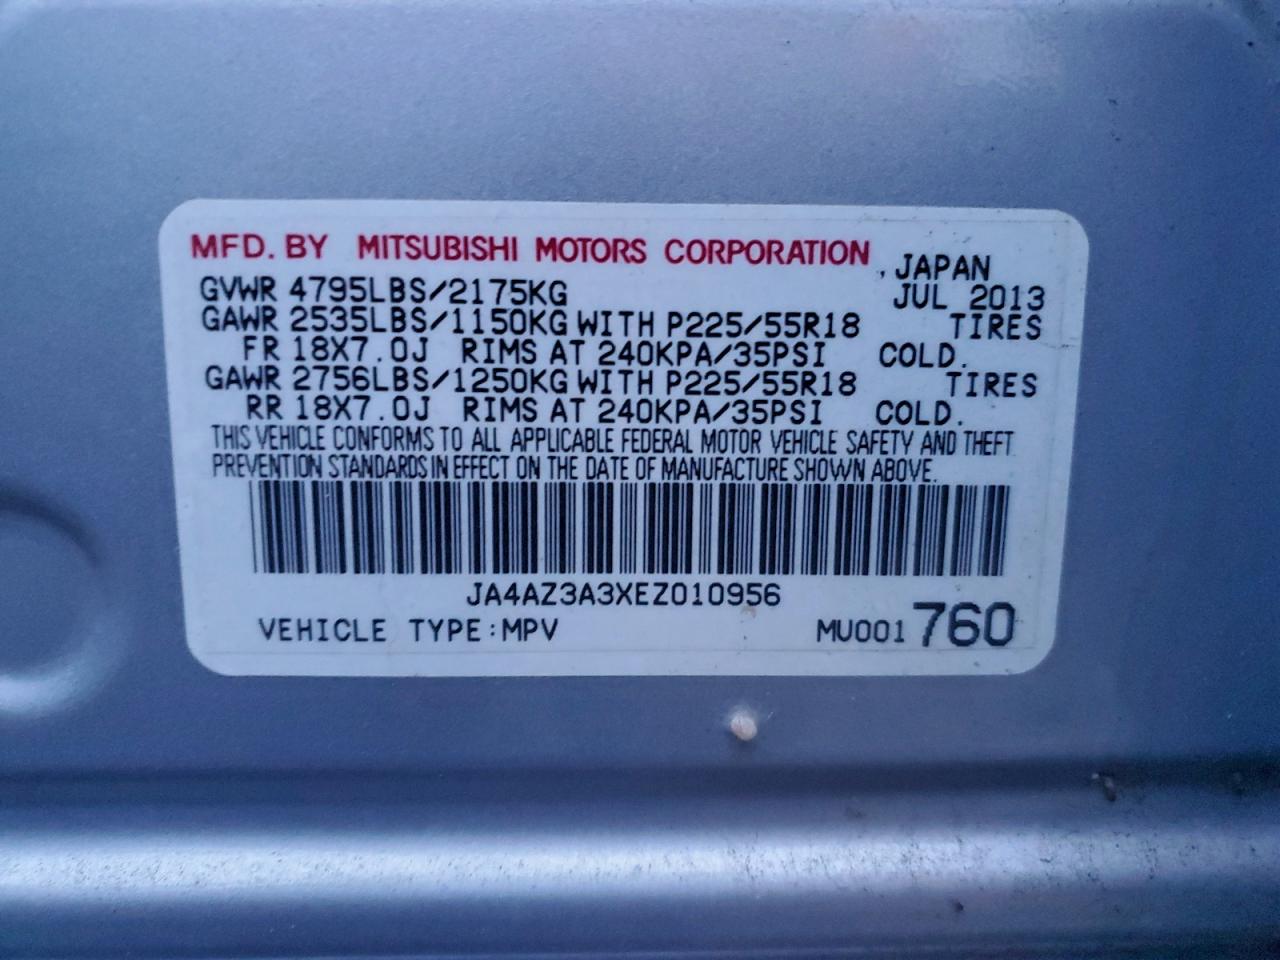 MFD. BY MITSUBISHI MOTORS CORPORATION , JAPAN
GVWR 4795LBS/2175KG JUL 2013
GAWR 2535LBS/1150KG WITH P225/55R18 TIRES
FR 18X7.0J RIMS AT 240KPA/35PSI COLD.
GAWR 2756LBS/1250KG WITH P225/55R18 TIRES
RR 18X7.0J RIMS AT 240KPA/35PSI COLD.
THIS VEHICLE CONFORMS TO ALL APPLICABLE FEDERAL MOTOR VEHICLE SAFETY AND THEFT
PREVENTION STANDARDS IN EFFECT ON THE DATE OF MANUFACTURE SHOWN ABOVE.
JA4AZ3A3XEZ010956
VEHICLE TYPE:MPV MU001 760